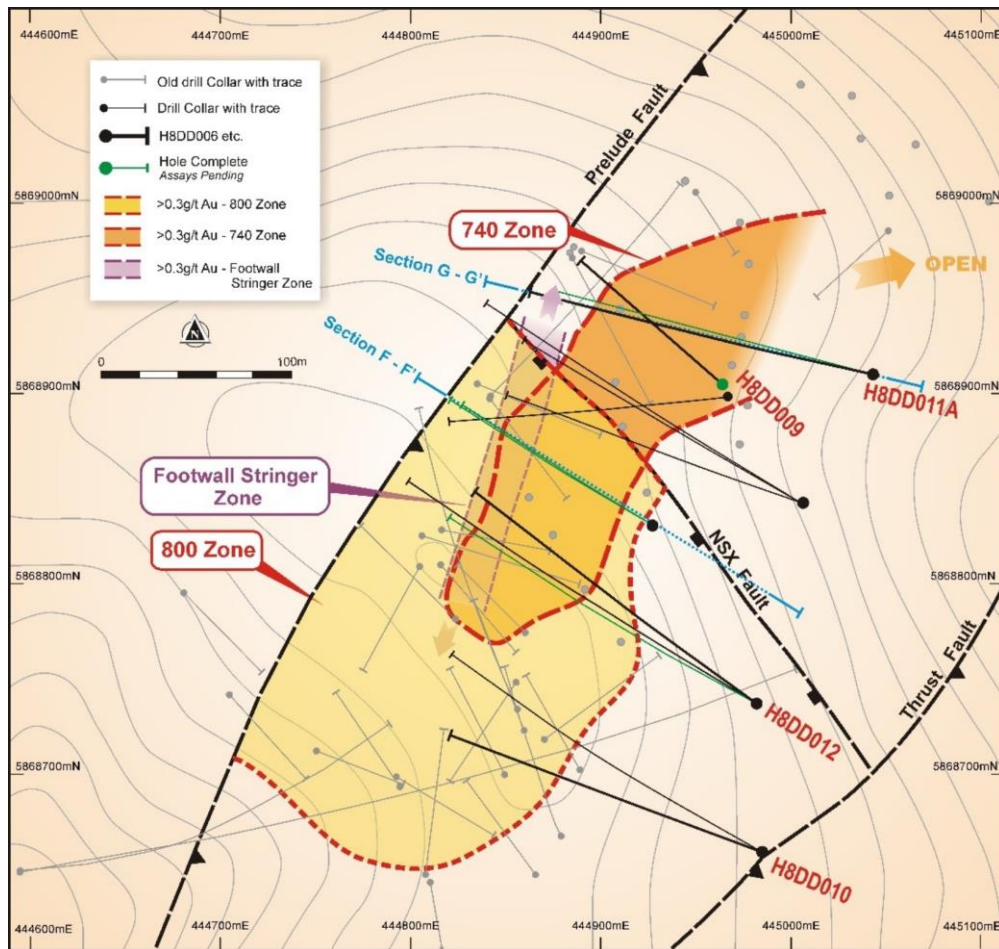 444600mE
444700mE
444800mE
444900mE
445000mE
445100mE
Old drill Collar with trace
Drill Collar with trace
H8DD006 etc.
Hole Complete
Assays Pending
>0.3g/t Au - 800 Zone
>0.3g/t Au - 740 Zone
>0.3g/t Au - Footwall
Stringer Zone
N
0
100m
Prelude Fault
5869000mN
5869000mN
740 Zone
OPEN
Section G - G'
Section F - F'
5868900mN
5868900mN
H8DD011A
H8DD009
Footwall Stringer
Zone
800 Zone
NSX Fault
5868800mN
5868800mN
Thrust Fault
H8DD012
5868700mN
5868700mN
H8DD010
444600mE
444700mE
444800mE
444900mE
445000mE
445100mE